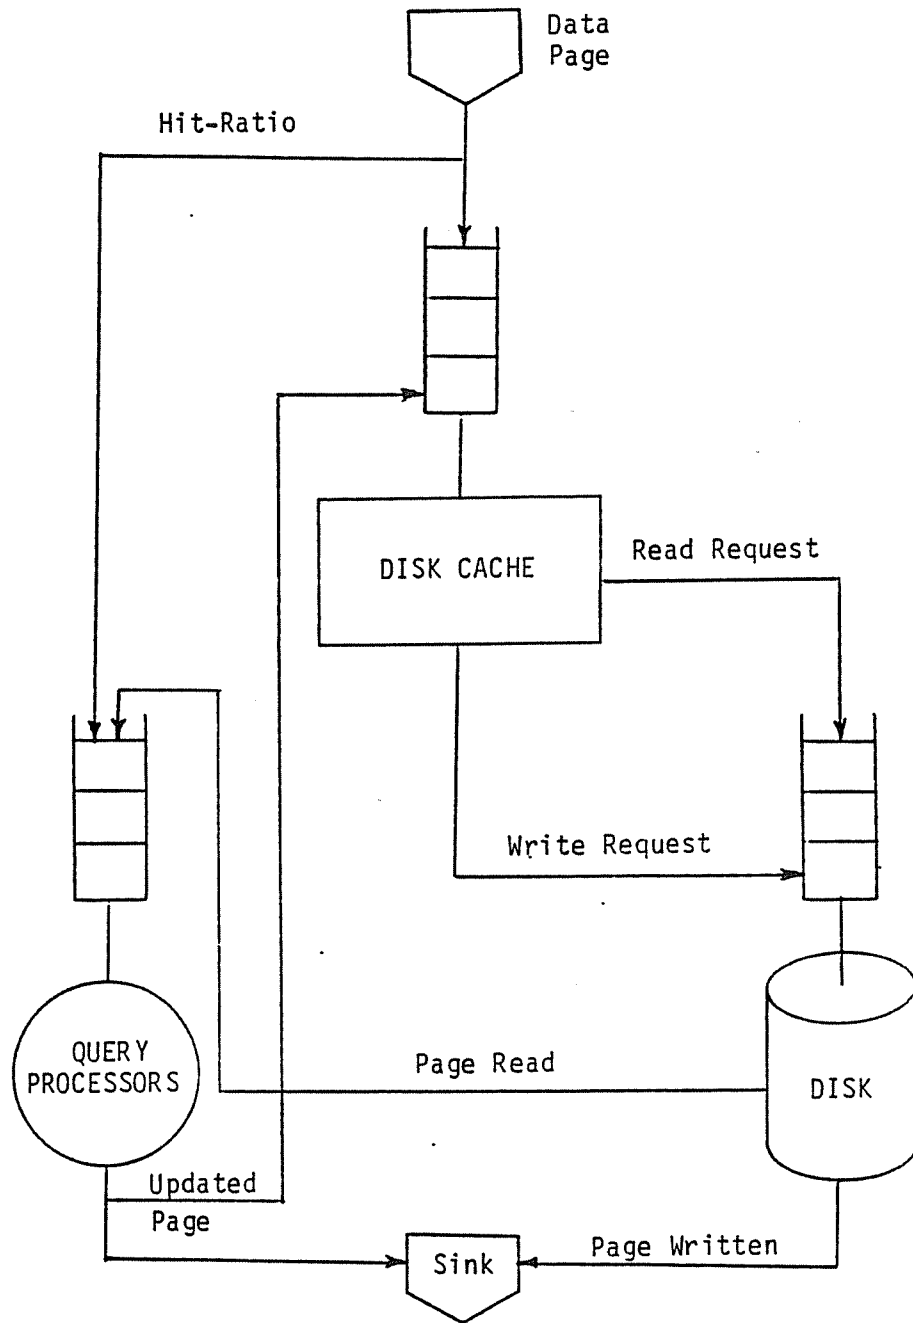 Data
Page
Hit-Ratio
DISK CACHE
Read Request
Write Request
QUERY
PROCESSORS
Page Read
DISK
Updated
Page
Sink
Page Written